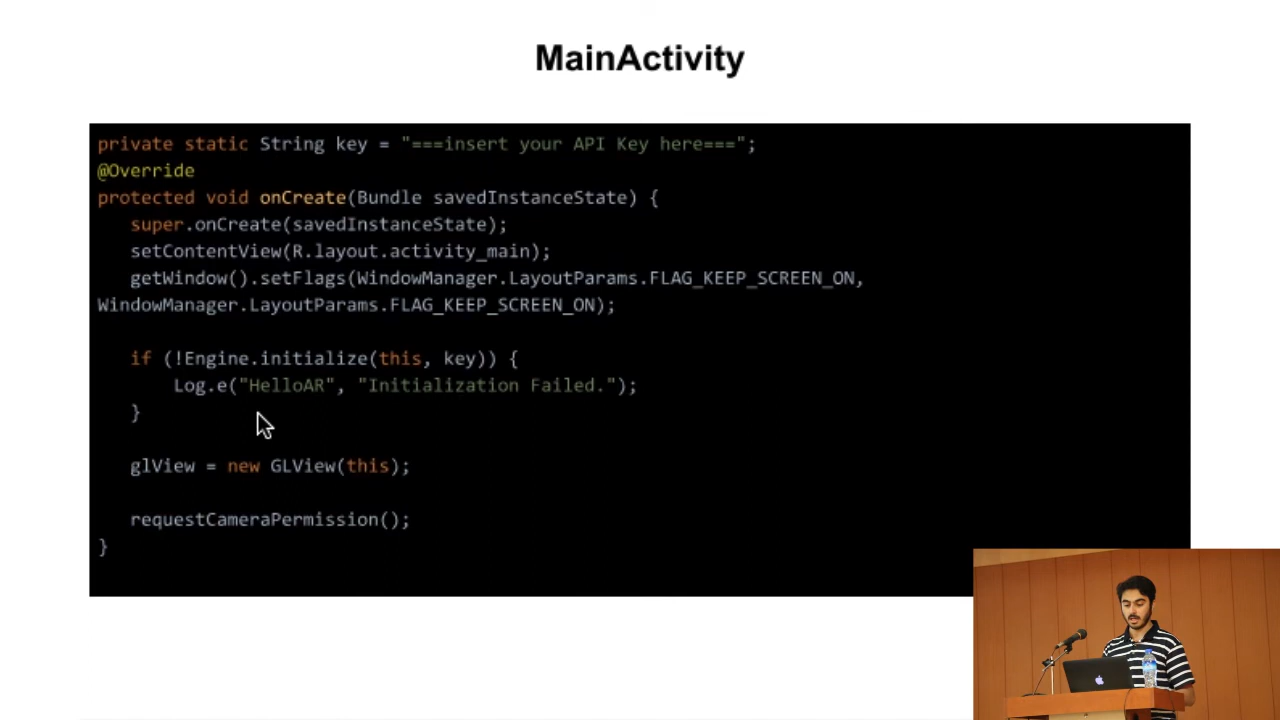 MainActivity
private static String key = "===insert your API Key here===";
@Override
protected void onCreate(Bundle savedInstanceState) {
super.onCreate(savedInstanceState);
setContentView(R.layout.activity_main);
getWindow().setFlags(WindowManager.LayoutParams.FLAG_KEEP_SCREEN_ON,
WindowManager.LayoutParams.FLAG_KEEP_SCREEN_ON);
if (!Engine.initialize(this, key)) {
Log.e("HelloAR", "Initialization Failed.");
}
glView = new GLView(this);
requestCameraPermission();
}